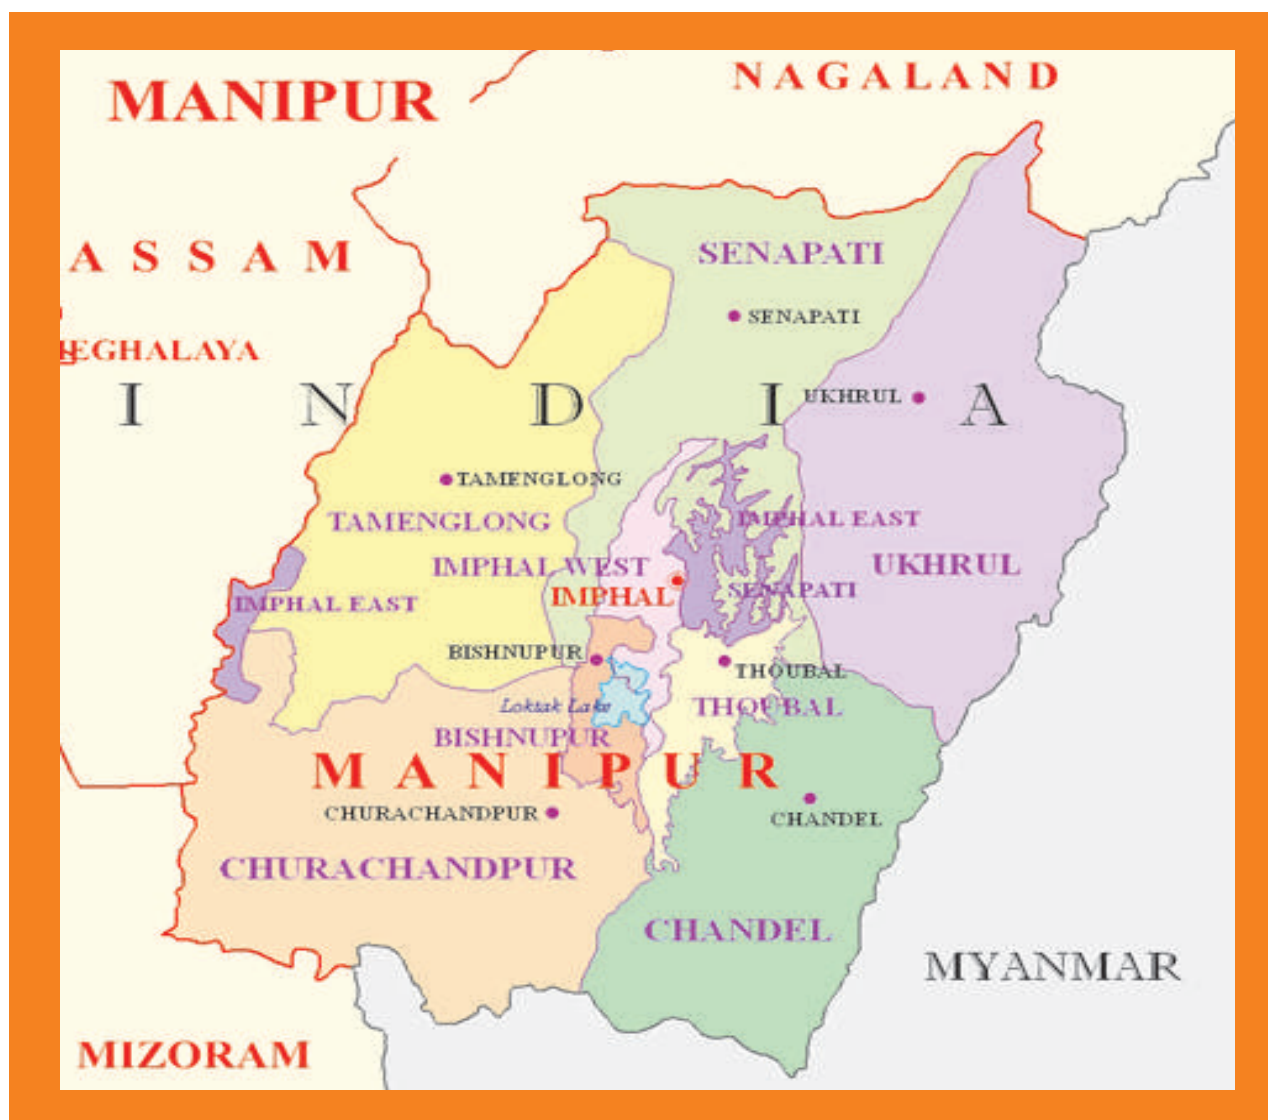 NAGALAND
MANIPUR
SENAPATI
ASSAM
SENAPATI
EGHALAYA
INDIA
UKHRUL
TAMENGLONG
TAMENGLONG
IMPHAL EAST
IMPHAL WEST
UKHRUL
IMPHAL
SENAPATI
IMPHAL EAST
BISHNUPUR
THOUBAL
Loktak Lake
THOUBAL
BISHNUPUR
MANIPUR
CHURACHANDPUR
CHANDEL
CHURACHANDPUR
CHANDEL
MYANMAR
MIZORAM